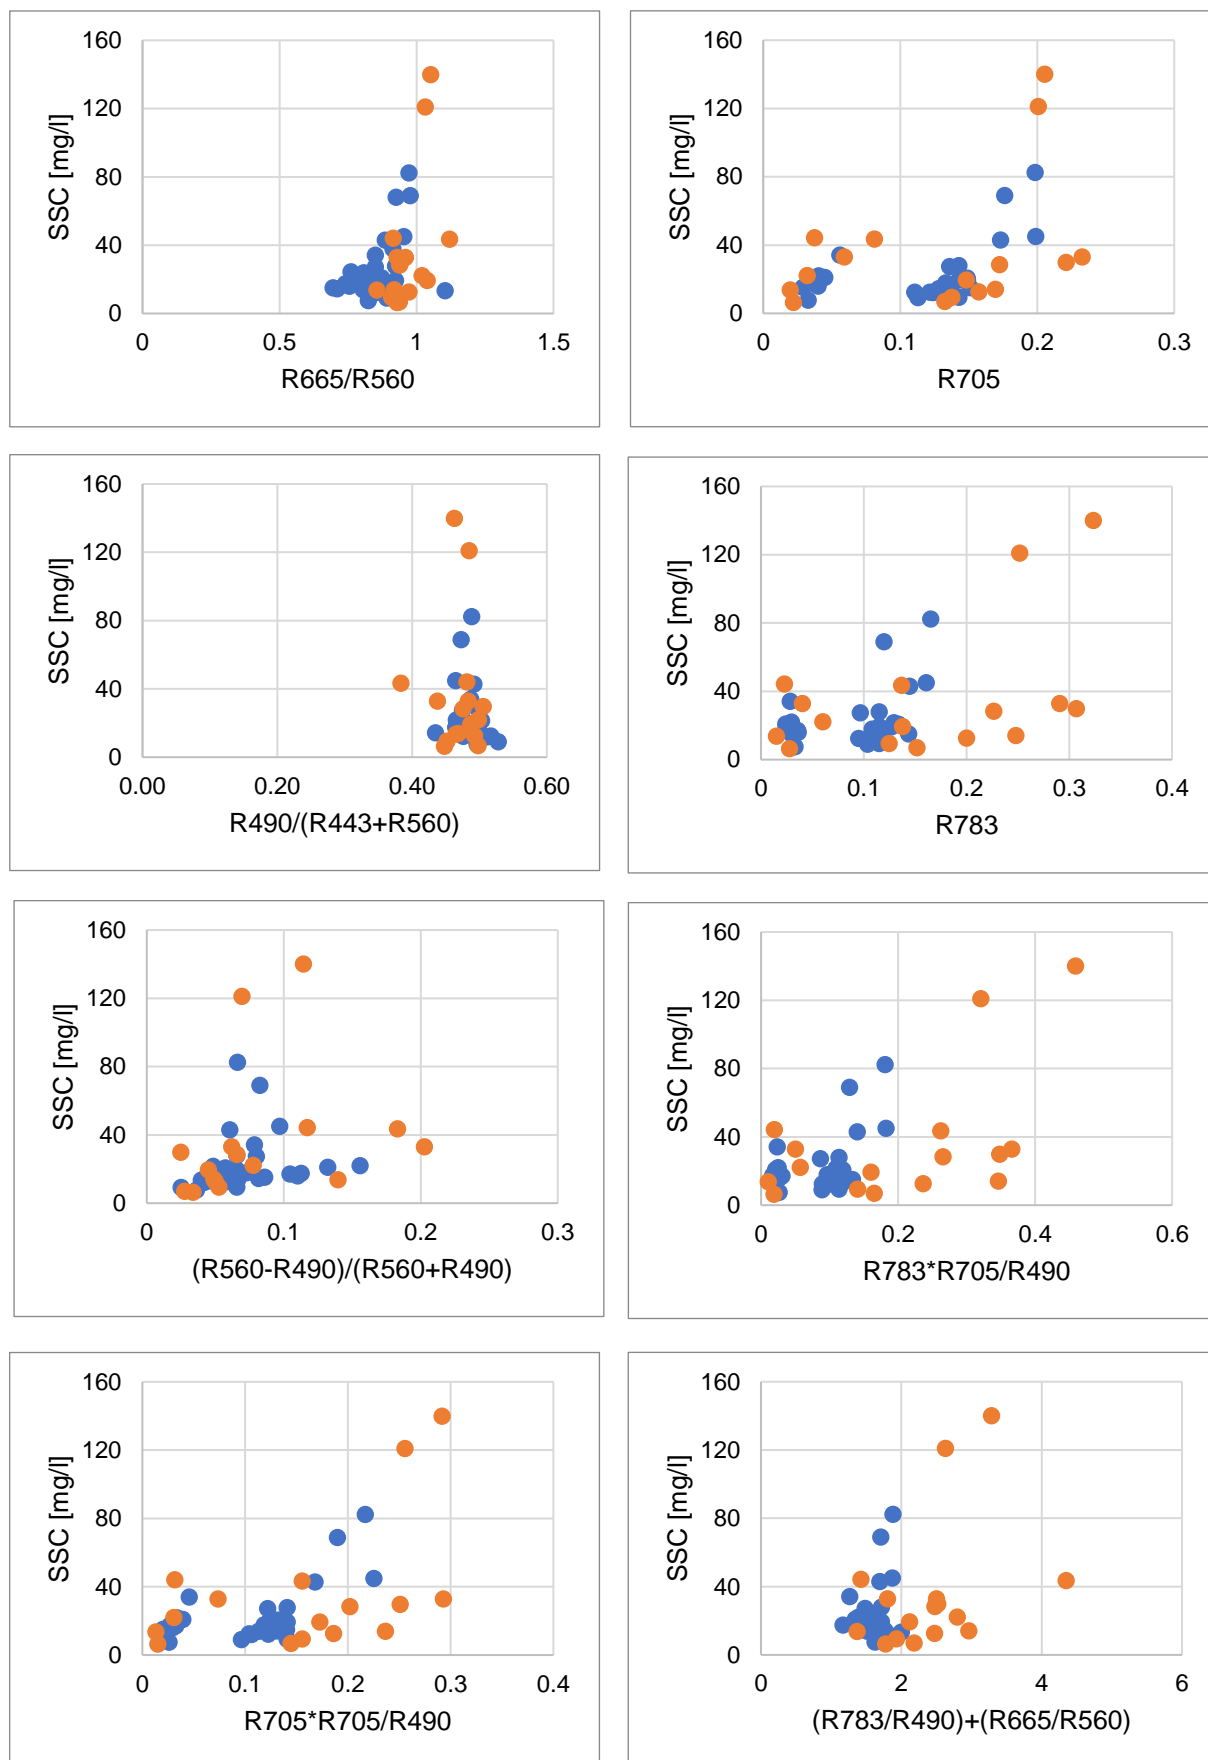 160
120
80
40
0
SSC [mg/l]
0 0.5 1 1.5
R665/R560
160
120
80
40
0
SSC [mg/l]
0 0.1 0.2 0.3
R705
160
120
80
40
0
SSC [mg/l]
0.00 0.20 0.40 0.60
R490/(R443+R560)
160
120
80
40
0
SSC [mg/l]
0 0.1 0.2 0.3 0.4
R783
160
120
80
40
0
SSC [mg/l]
0 0.1 0.2 0.3
(R560-R490)/(R560+R490)
160
120
80
40
0
SSC [mg/l]
0 0.2 0.4 0.6
R783*R705/R490
160
120
80
40
0
SSC [mg/l]
0 0.1 0.2 0.3 0.4
R705*R705/R490
160
120
80
40
0
SSC [mg/l]
0 2 4 6
(R783/R490)+(R665/R560)